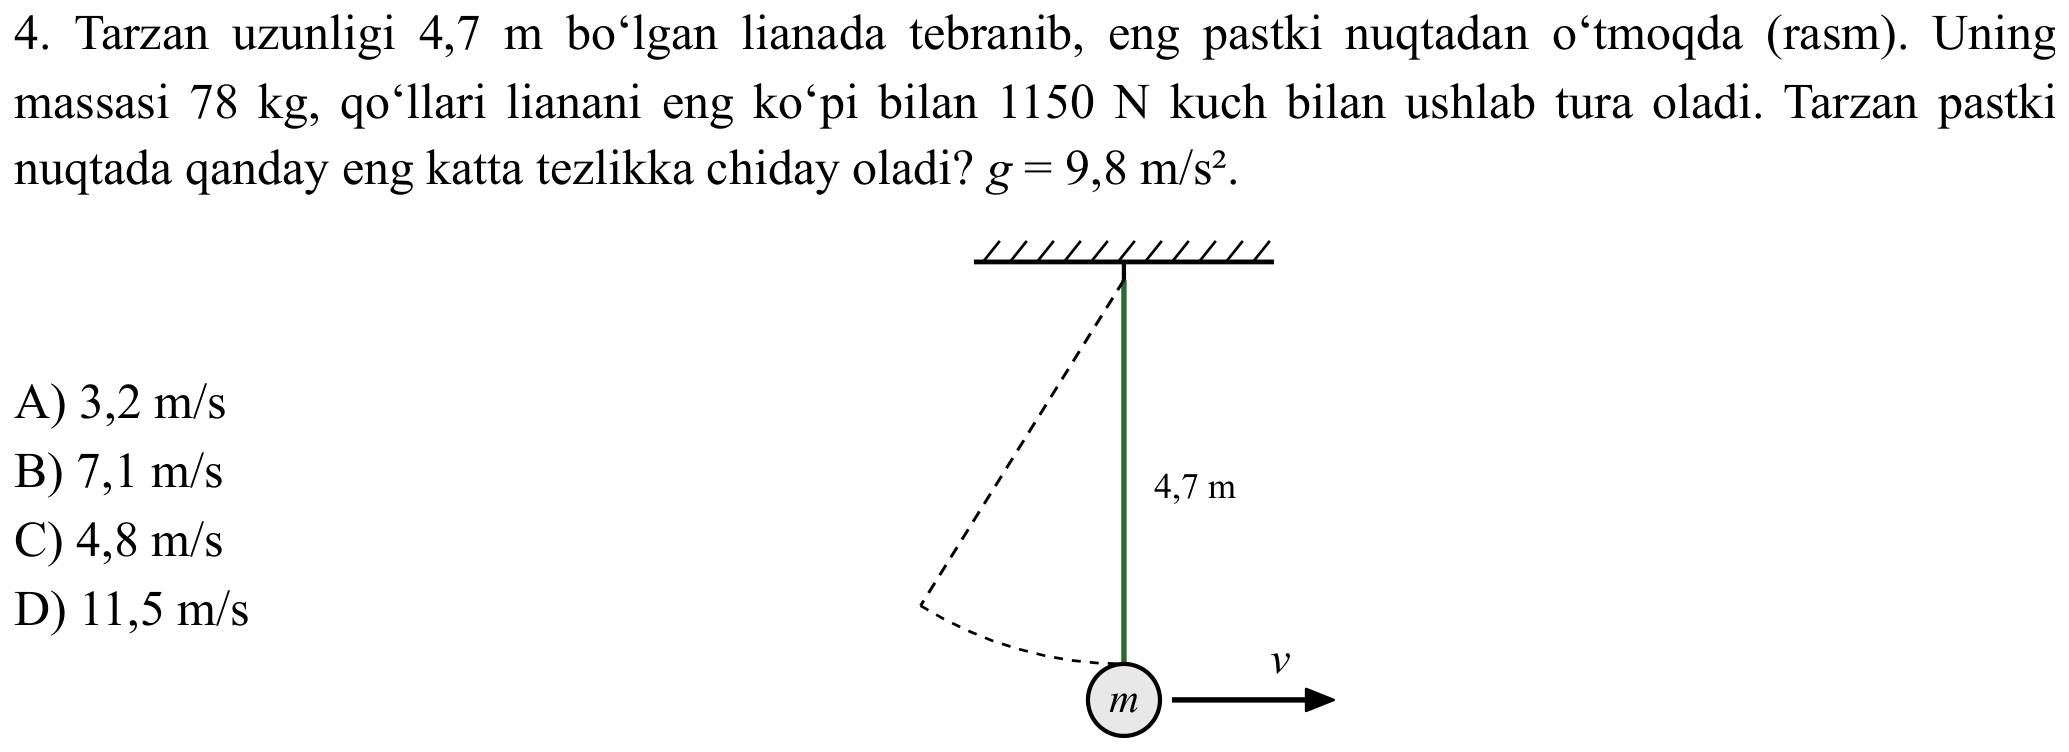 4. Tarzan uzunligi 4,7 m bo‘lgan lianada tebranib, eng pastki nuqtadan o‘tmoqda (rasm). Uning
massasi 78 kg, qo‘llari lianani eng ko‘pi bilan 1150 N kuch bilan ushlab tura oladi. Tarzan pastki
nuqtada qanday eng katta tezlikka chiday oladi? g = 9,8 m/s².
A) 3,2 m/s
B) 7,1 m/s
C) 4,8 m/s
D) 11,5 m/s
4,7 m
v
m